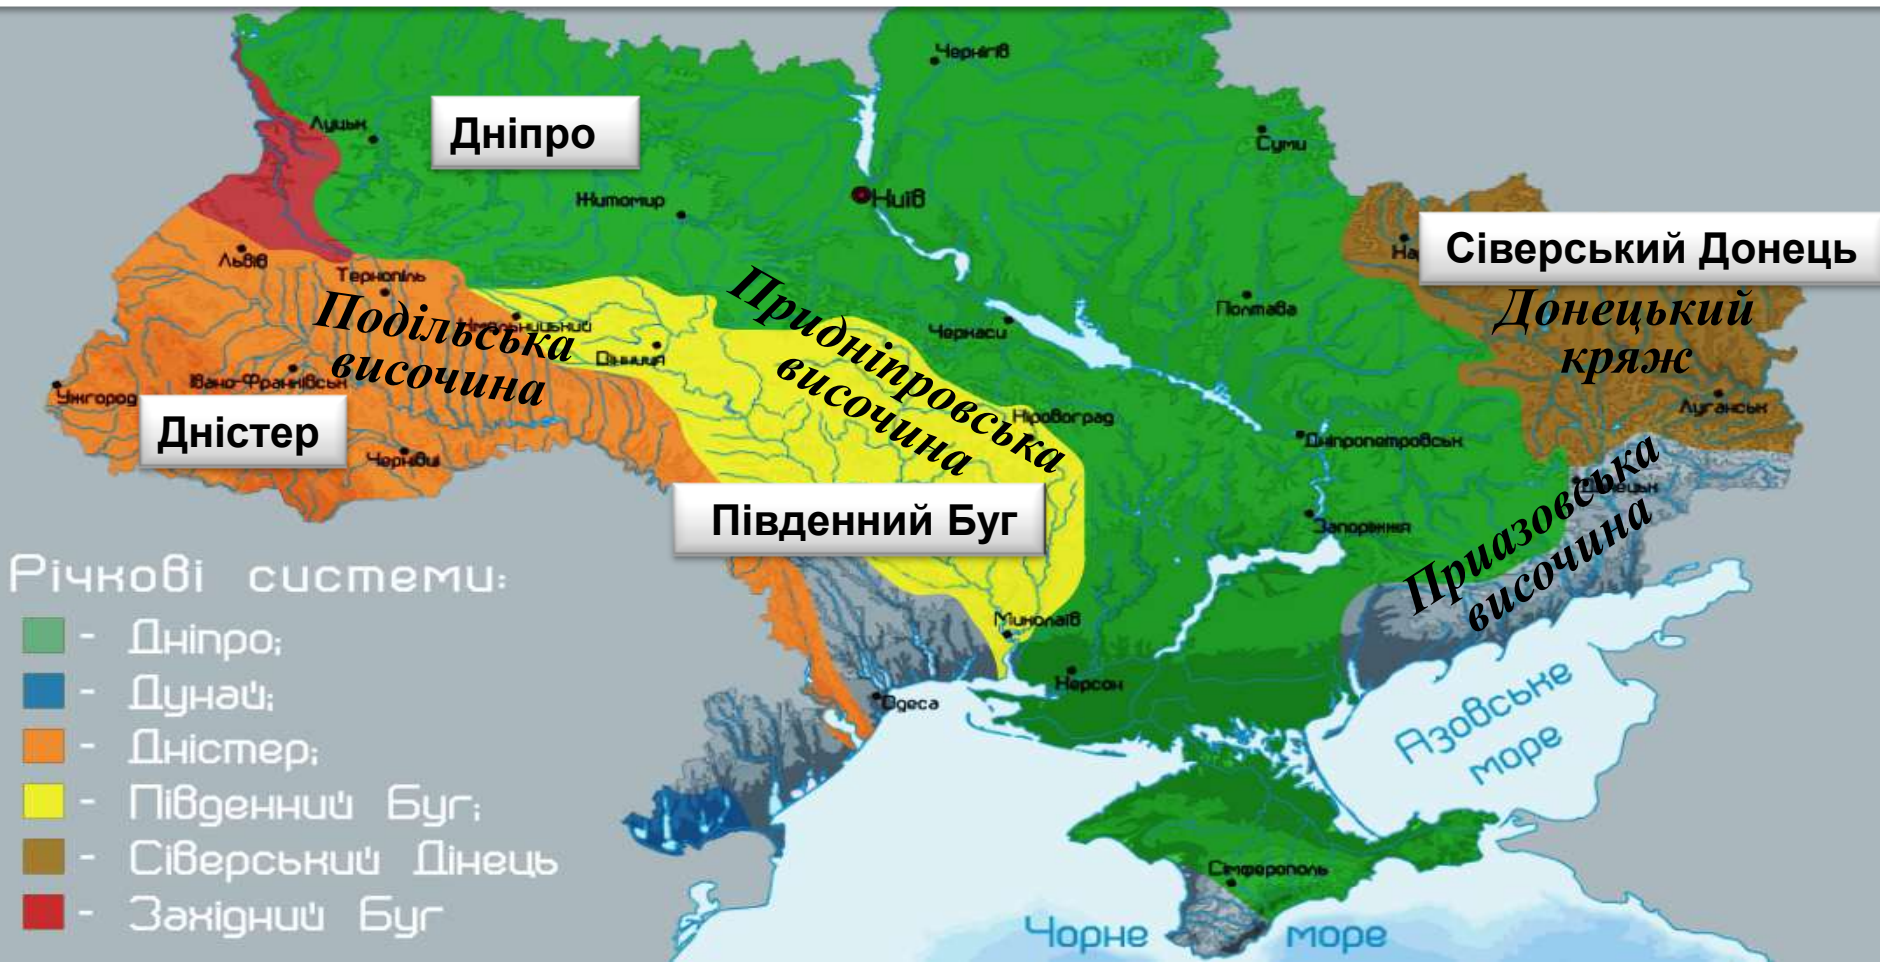 Чернігів
Луцьк
Дніпро
Суми
Житомир
Київ
Сіверський Донець
Львів
Тернопіль
Подільська
височина
Хмельницький
Вінниця
Придніпровська
височина
Черкаси
Полтава
Донецький
кряж
Ужгород
Івано-Франківськ
Дністер
Чернівці
Кіровоград
Дніпропетровськ
Луганськ
Південний Буг
Запоріжжя
Донецьк
Приазовська
височина
Миколаїв
Херсон
Одеса
Азовське
море
Сімферополь
Чорне море
Річкові системи:
- Дніпро;
- Дунай;
- Дністер;
- Південний Буг;
- Сіверський Дінець
- Західний Буг